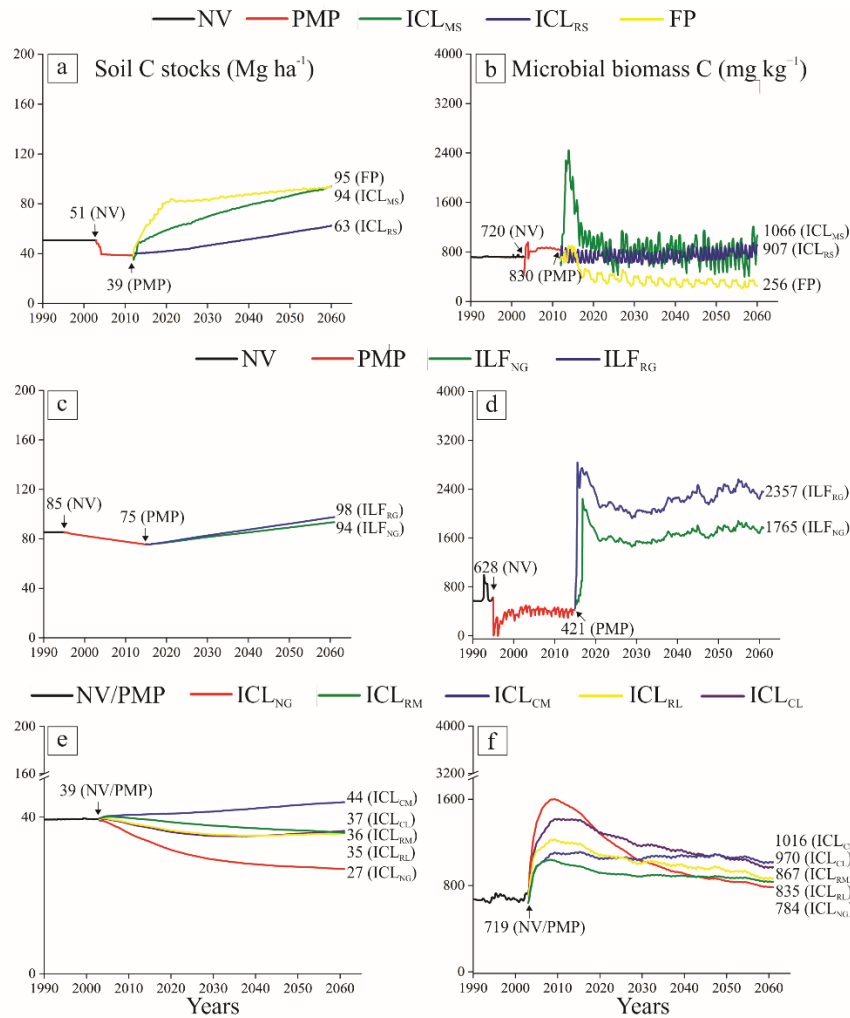 NV PMP ICL_MS ICL_RS FP
a Soil C stocks (Mg ha⁻¹)
200
160
120
80
40
0
51 (NV)
39 (PMP)
95 (FP)
94 (ICL_MS)
63 (ICL_RS)
1990 2000 2010 2020 2030 2040 2050 2060
b Microbial biomass C (mg kg⁻¹)
4000
3200
2400
1600
800
0
720 (NV)
830 (PMP)
1066 (ICL_MS)
907 (ICL_RS)
256 (FP)
1990 2000 2010 2020 2030 2040 2050 2060
NV PMP ILF_NG ILF_RG
c
200
160
120
80
40
0
85 (NV)
75 (PMP)
98 (ILF_RG)
94 (ILF_NG)
1990 2000 2010 2020 2030 2040 2050 2060
d
4000
3200
2400
1600
800
0
628 (NV)
421 (PMP)
2357 (ILF_RG)
1765 (ILF_NG)
1990 2000 2010 2020 2030 2040 2050 2060
NV/PMP ICL_NG ICL_RM ICL_CM ICL_RL ICL_CL
e
200
160
40
0
39 (NV/PMP)
44 (ICL_CM)
37 (ICL_CL)
36 (ICL_RM)
35 (ICL_RL)
27 (ICL_NG)
1990 2000 2010 2020 2030 2040 2050 2060
Years
f
4000
3200
1600
800
0
719 (NV/PMP)
1016 (ICL_C
970 (ICL_CL)
867 (ICL_RM)
835 (ICL_RL)
784 (ICL_NG
1990 2000 2010 2020 2030 2040 2050 2060
Years